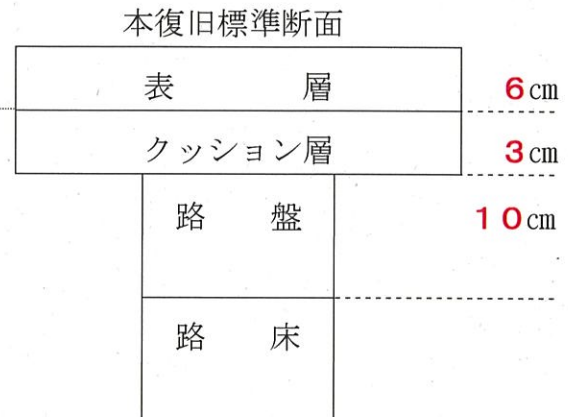 本復旧標準断面
表 層 6cm
クッション層 3cm
路 盤 10cm
路 床